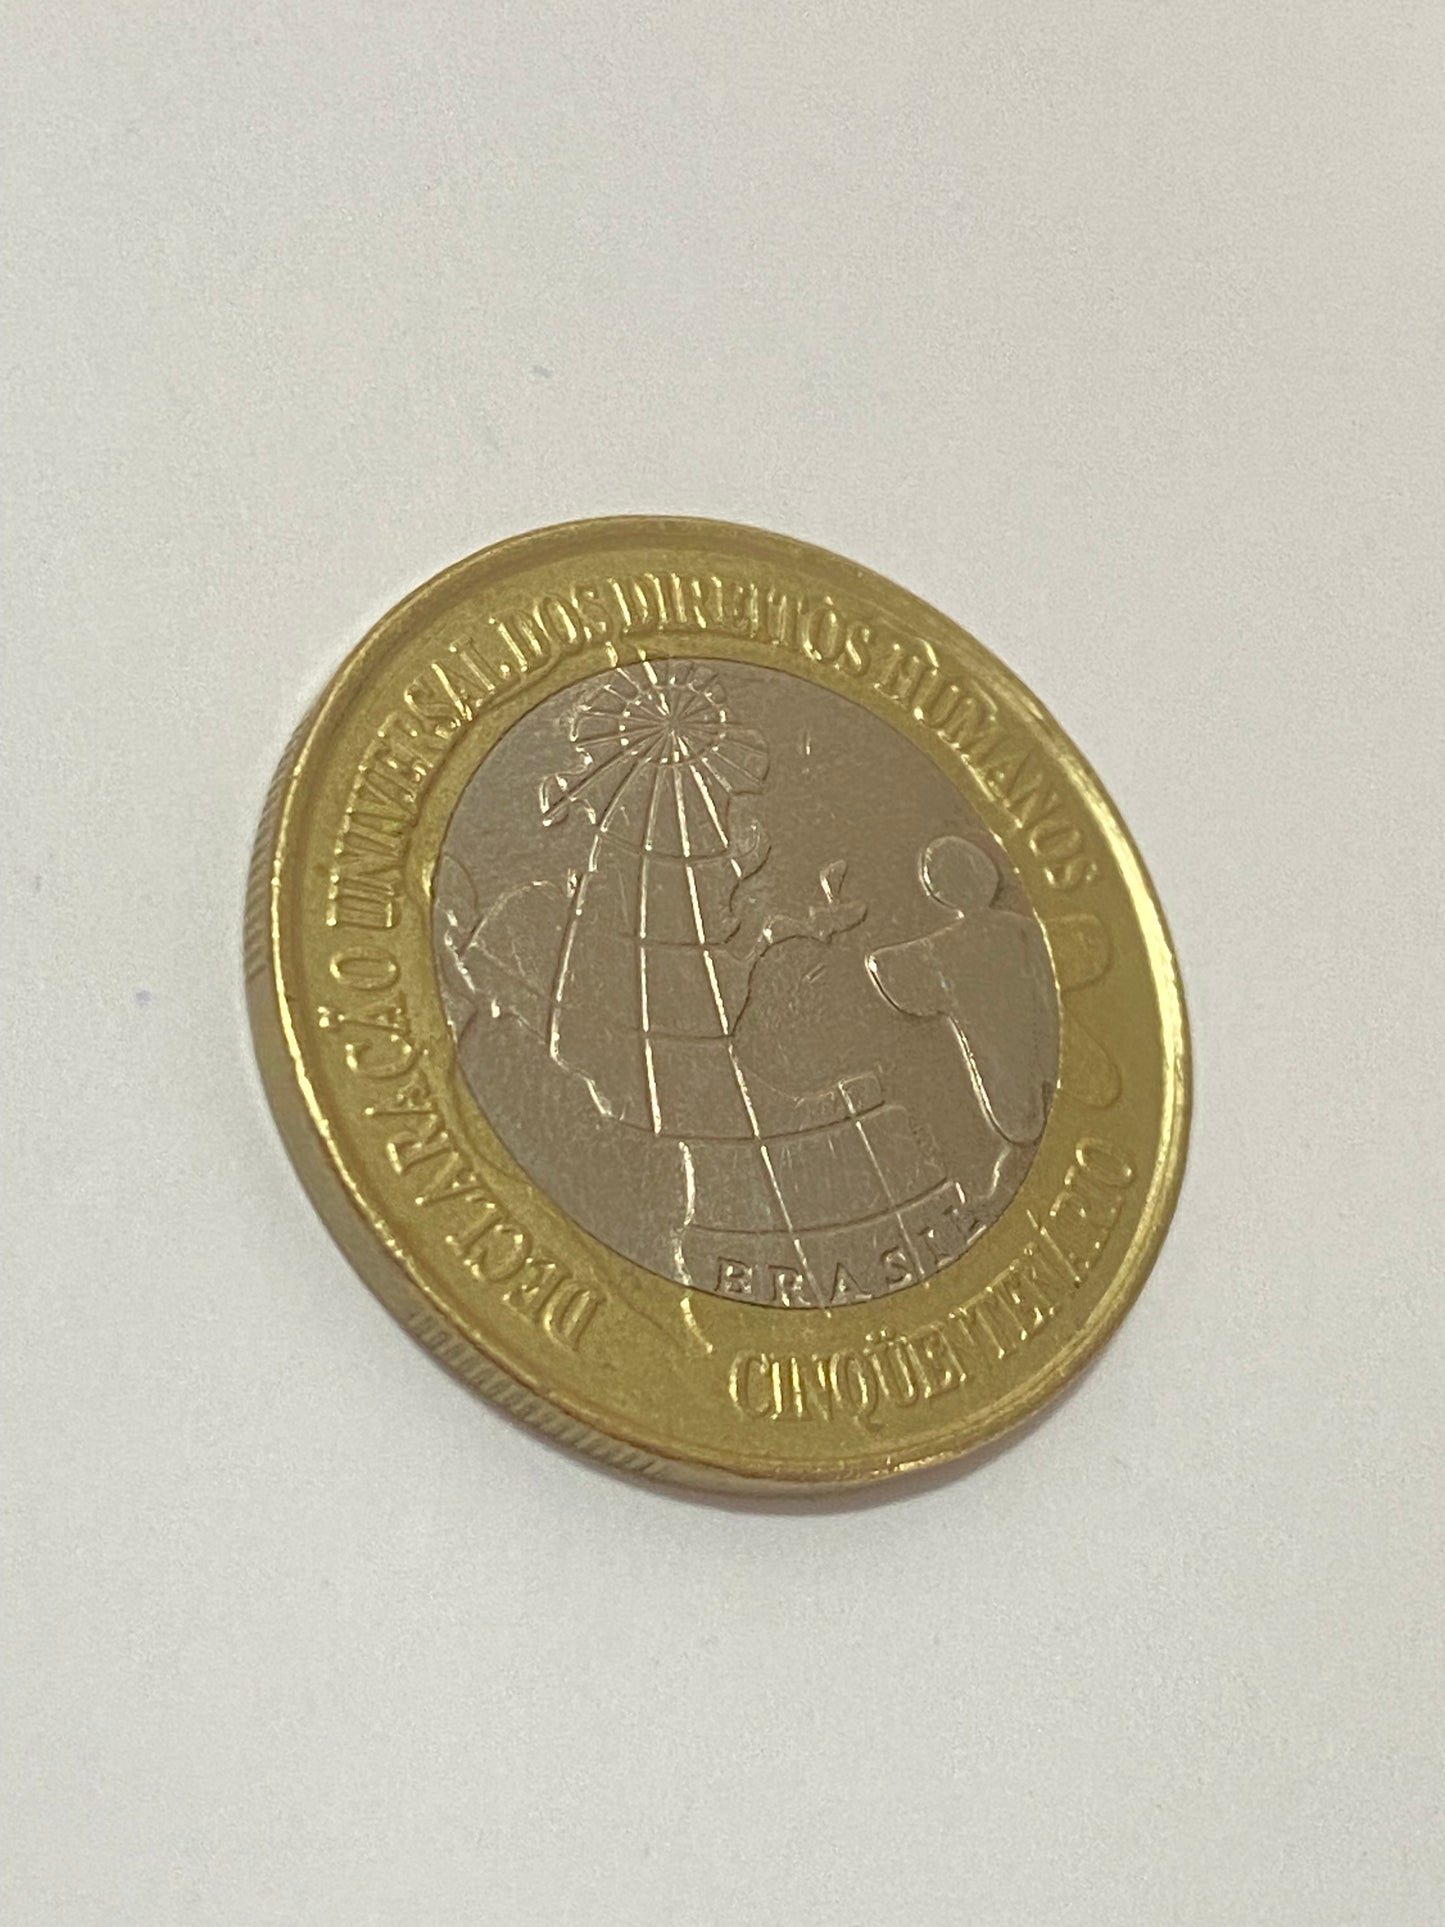 DECLARAÇÃO UNIVERSAL DOS DIREITOS HUMANOS
BRASIL
CINQÜENTENÁRIO